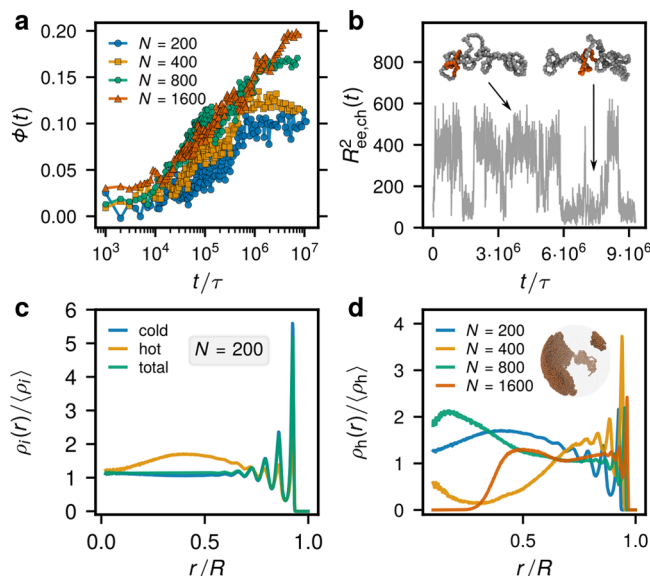 a
0.20
0.15
0.10
0.05
0.00
Φ(t)
N = 200
N = 400
N = 800
N = 1600
10³ 10⁴ 10⁵ 10⁶ 10⁷
t/τ
b
800
600
400
200
0
R²ee,ch(t)
0 3·10⁶ 6·10⁶ 9·10⁶
t/τ
c
6
5
4
3
2
1
0
ρi(r)/⟨ρi⟩
cold
hot
total
N = 200
0.0 0.5 1.0
r/R
d
4
3
2
1
0
ρh(r)/⟨ρh⟩
N = 200
N = 400
N = 800
N = 1600
0.5 1.0
r/R